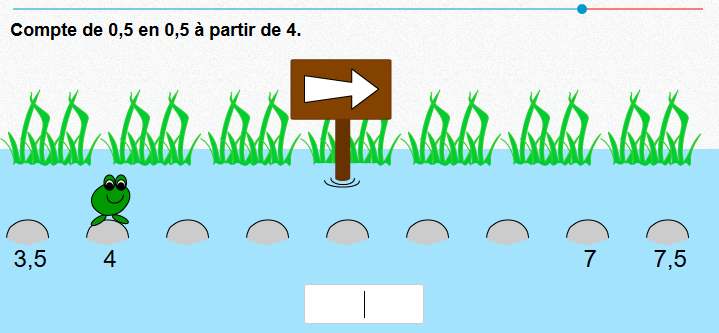 Compte de 0,5 en 0,5 à partir de 4.
3,5 4 7 7,5